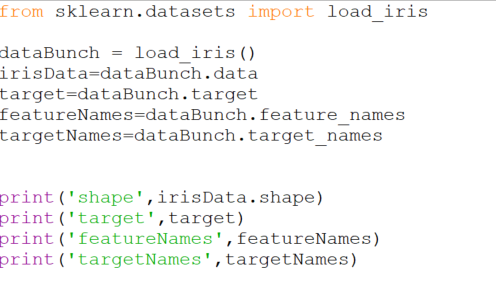 from sklearn.datasets import load_iris
dataBunch = load_iris()
irisData=dataBunch.data
target=dataBunch.target
featureNames=dataBunch.feature_names
targetNames=dataBunch.target_names
print('shape',irisData.shape)
print('target',target)
print('featureNames',featureNames)
print('targetNames',targetNames)